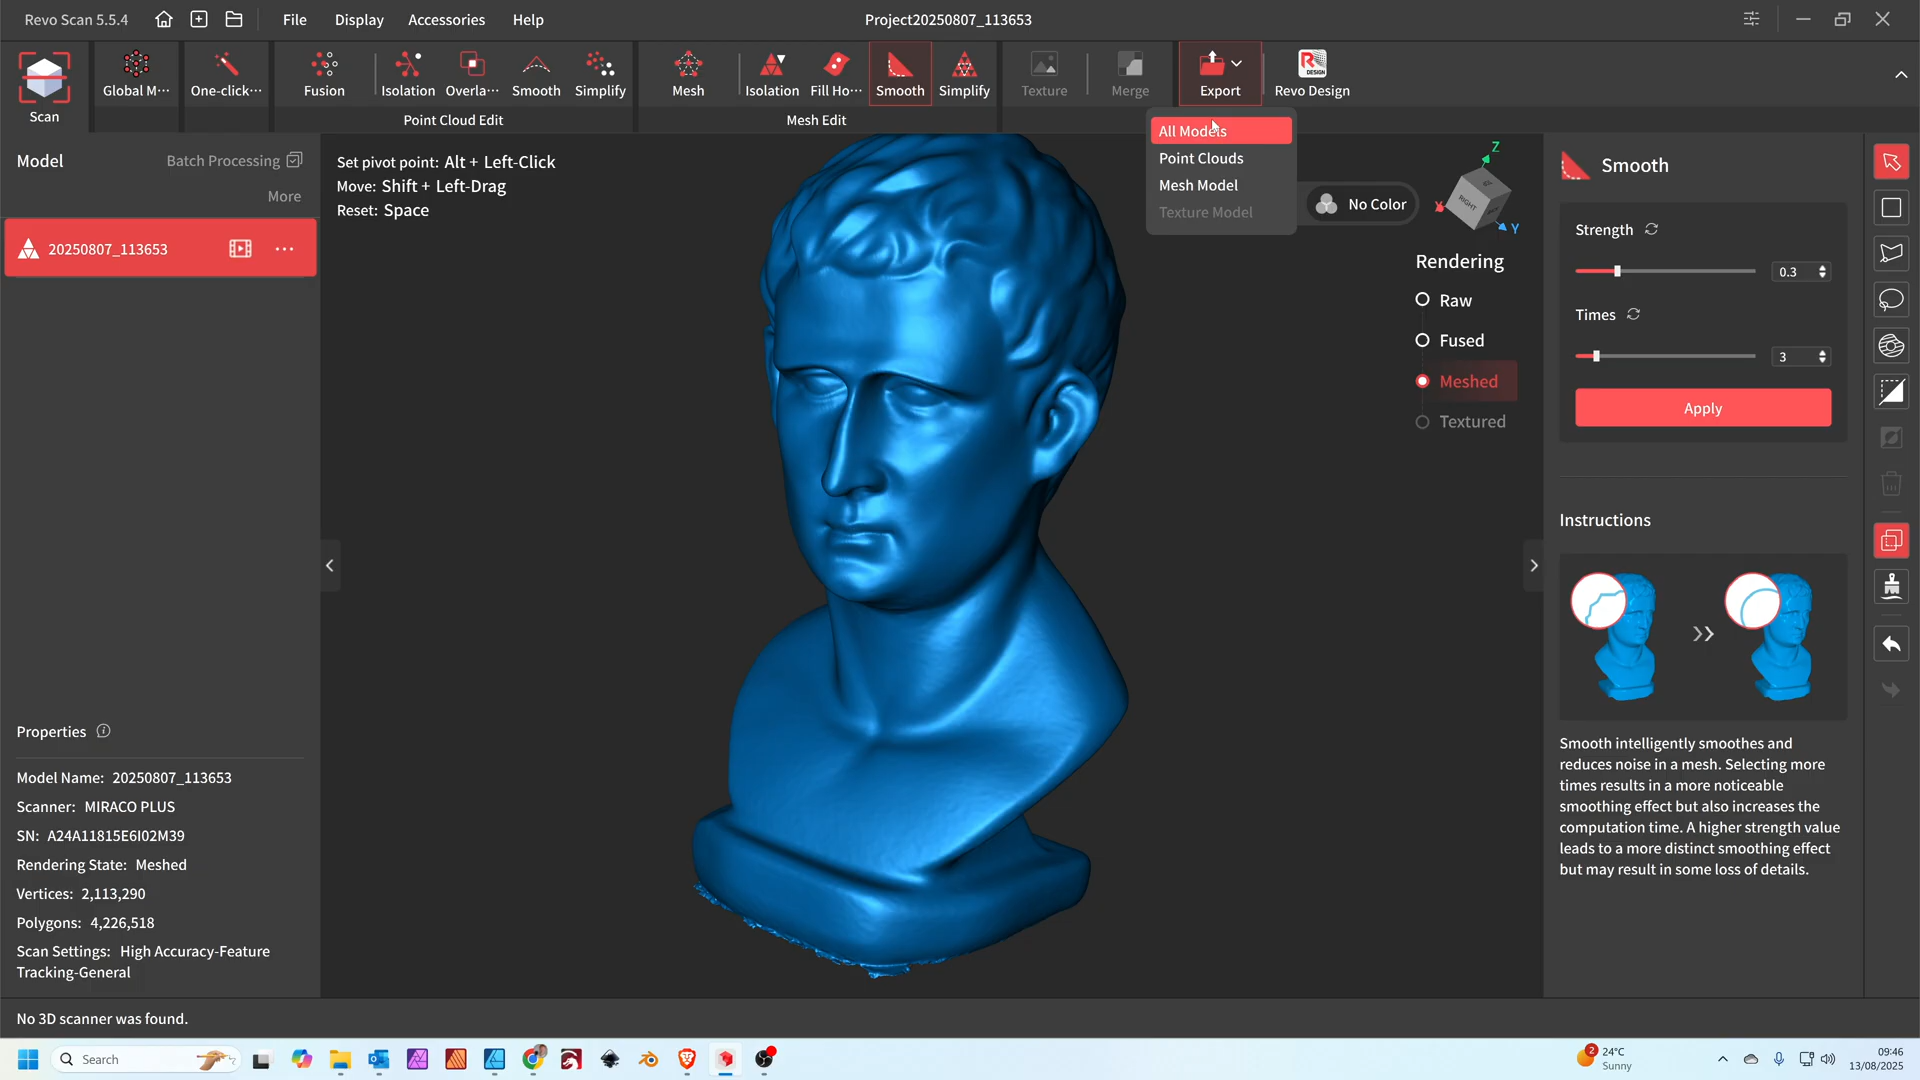 Revo Scan 5.5.4
File
Display
Accessories
Help
Project20250807_113653
Scan
Global M···
One-click···
Fusion
Isolation
Overla···
Smooth
Simplify
Point Cloud Edit
Mesh
Isolation
Fill Ho···
Smooth
Simplify
Mesh Edit
Texture
Merge
Export
R
DESIGN
Revo Design
All Models
Point Clouds
Mesh Model
Texture Model
Model
Batch Processing
More
20250807_113653
Set pivot point: Alt + Left-Click
Move: Shift + Left-Drag
Reset: Space
No Color
Z
X
Y
RIGHT
Rendering
Raw
Fused
Meshed
Textured
Smooth
Strength
0.3
Times
3
Apply
Instructions
Smooth intelligently smoothes and
reduces noise in a mesh. Selecting more
times results in a more noticeable
smoothing effect but also increases the
computation time. A higher strength value
leads to a more distinct smoothing effect
but may result in some loss of details.
Properties
Model Name: 20250807_113653
Scanner: MIRACO PLUS
SN: A24A11815E6I02M39
Rendering State: Meshed
Vertices: 2,113,290
Polygons: 4,226,518
Scan Settings: High Accuracy-Feature
Tracking-General
No 3D scanner was found.
Search
2
24°C
Sunny
09:46
13/08/2025